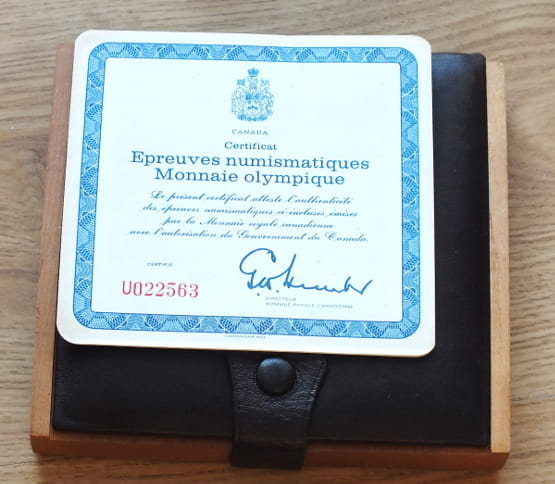 CANADA
Certificat
Epreuves numismatiques
Monnaie olympique
Le présent certificat atteste l'authenticité
des épreuves numismatiques ci-incluses émises
par la Monnaie royale canadienne
avec l'autorisation du Gouvernement du Canada.
CERTIFIÉ
U022563
DIRECTEUR
MONNAIE ROYALE CANADIENNE